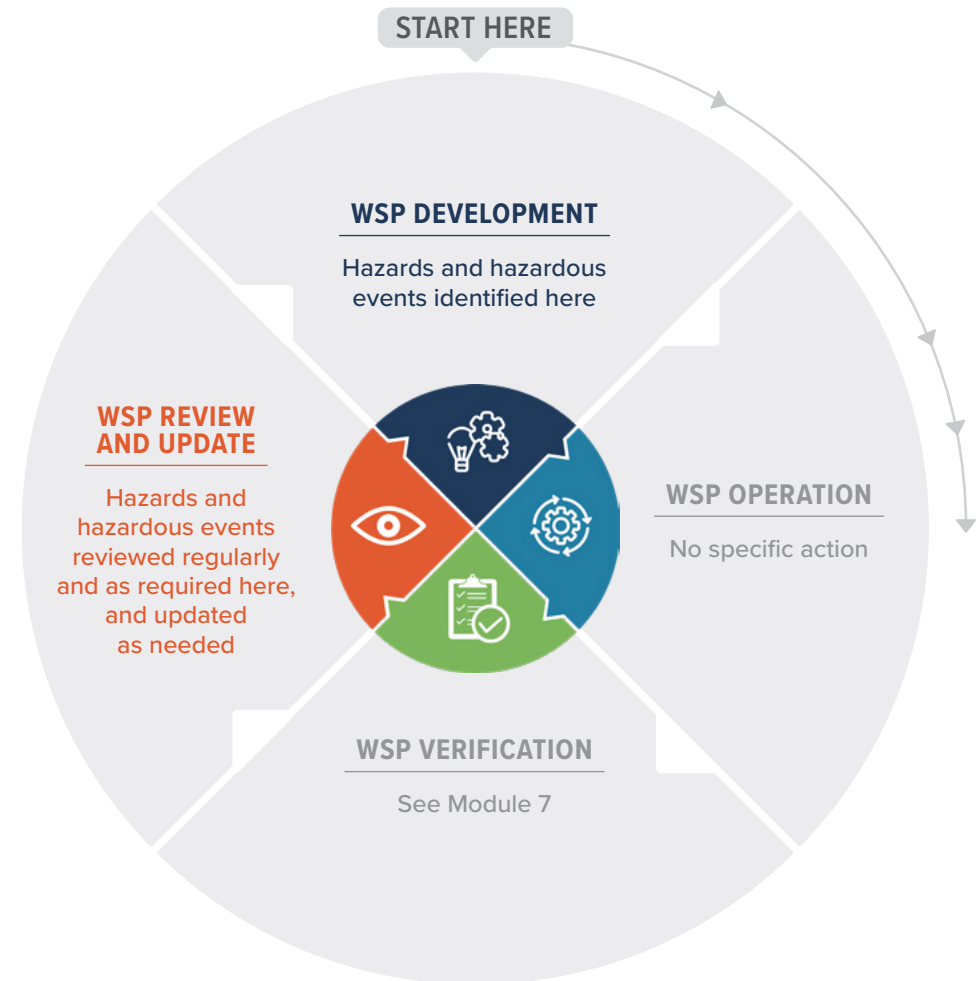 START HERE
WSP DEVELOPMENT
Hazards and hazardous
events identified here
WSP OPERATION
No specific action
WSP VERIFICATION
See Module 7
WSP REVIEW
AND UPDATE
Hazards and
hazardous events
reviewed regularly
and as required here,
and updated
as needed